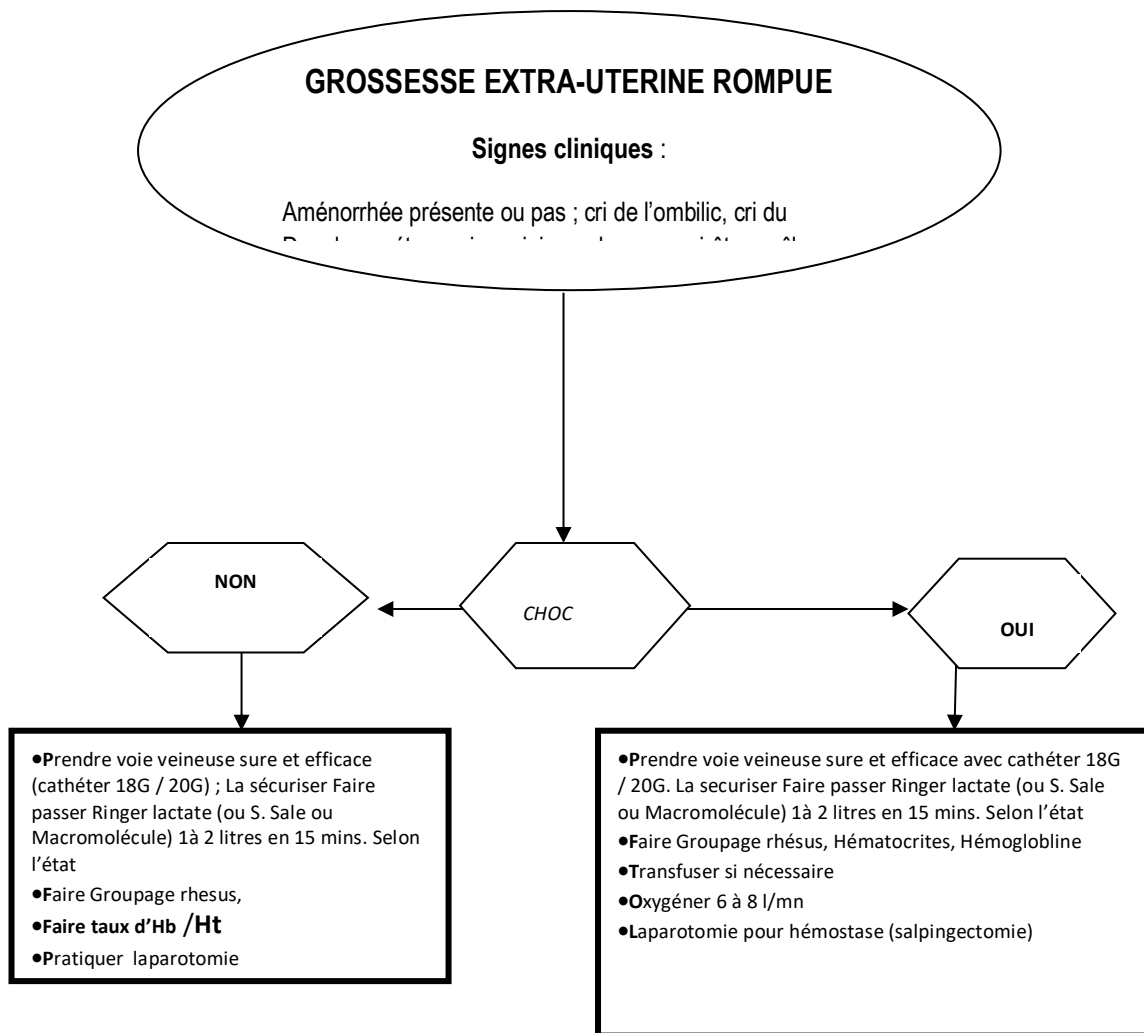 GROSSESSE EXTRA-UTERINE ROMPUE
Signes cliniques :
Aménorrhée présente ou pas ; cri de l’ombilic, cri du
NON
CHOC
OUI
•Prendre voie veineuse sure et efficace
(cathéter 18G / 20G) ; La sécuriser Faire
passer Ringer lactate (ou S. Sale ou
Macromolécule) 1à 2 litres en 15 mins. Selon
l’état
•Faire Groupage rhesus,
•Faire taux d’Hb /Ht
•Pratiquer laparotomie
•Prendre voie veineuse sure et efficace avec cathéter 18G
/ 20G. La securiser Faire passer Ringer lactate (ou S. Sale
ou Macromolécule) 1à 2 litres en 15 mins. Selon l’état
•Faire Groupage rhésus, Hématocrites, Hémoglobline
•Transfuser si nécessaire
•Oxygéner 6 à 8 l/mn
•Laparotomie pour hémostase (salpingectomie)